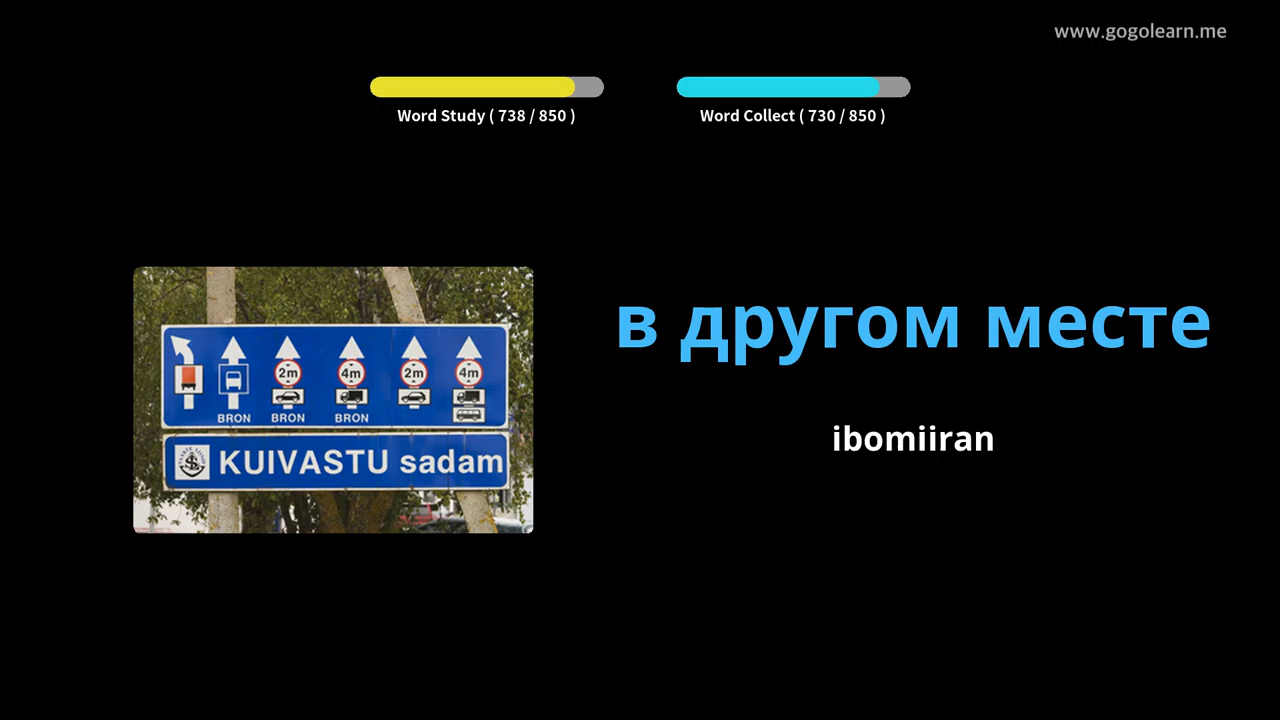 www.gogolearn.me
Word Study ( 738 / 850 )
Word Collect ( 730 / 850 )
в другом месте
ibomiiran
2m 4m 2m 4m
BRON BRON BRON
KUIVASTU sadam